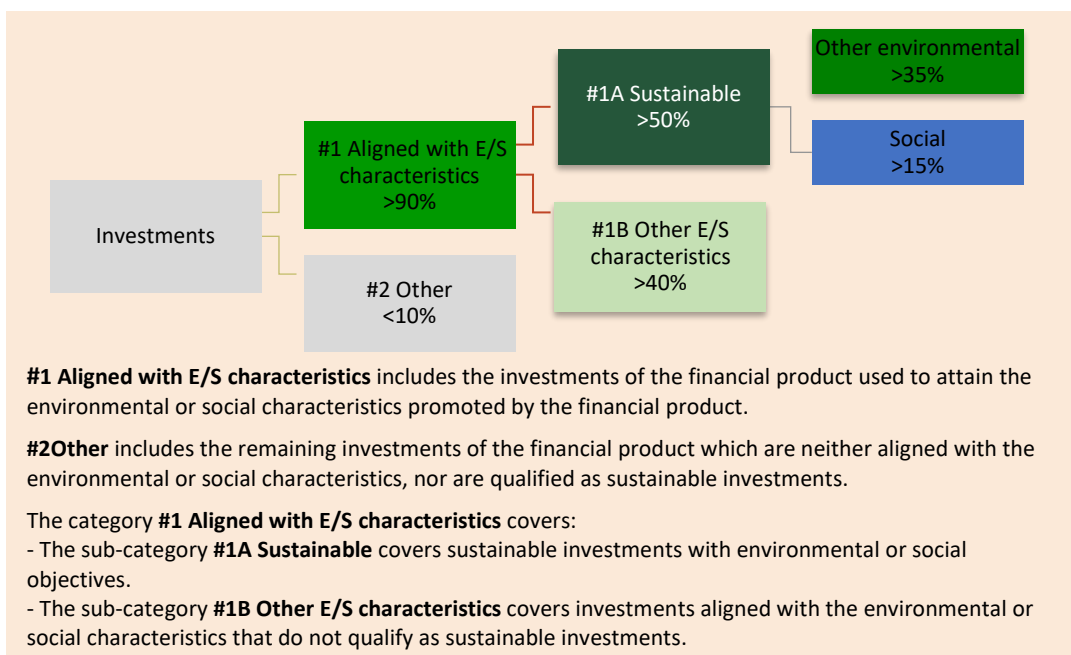 Investments
#1 Aligned with E/S
characteristics
>90%
#2 Other
<10%
#1A Sustainable
>50%
#1B Other E/S
characteristics
>40%
Other environmental
>35%
Social
>15%
#1 Aligned with E/S characteristics includes the investments of the financial product used to attain the
environmental or social characteristics promoted by the financial product.
#2Other includes the remaining investments of the financial product which are neither aligned with the
environmental or social characteristics, nor are qualified as sustainable investments.
The category #1 Aligned with E/S characteristics covers:
- The sub-category #1A Sustainable covers sustainable investments with environmental or social
objectives.
- The sub-category #1B Other E/S characteristics covers investments aligned with the environmental or
social characteristics that do not qualify as sustainable investments.